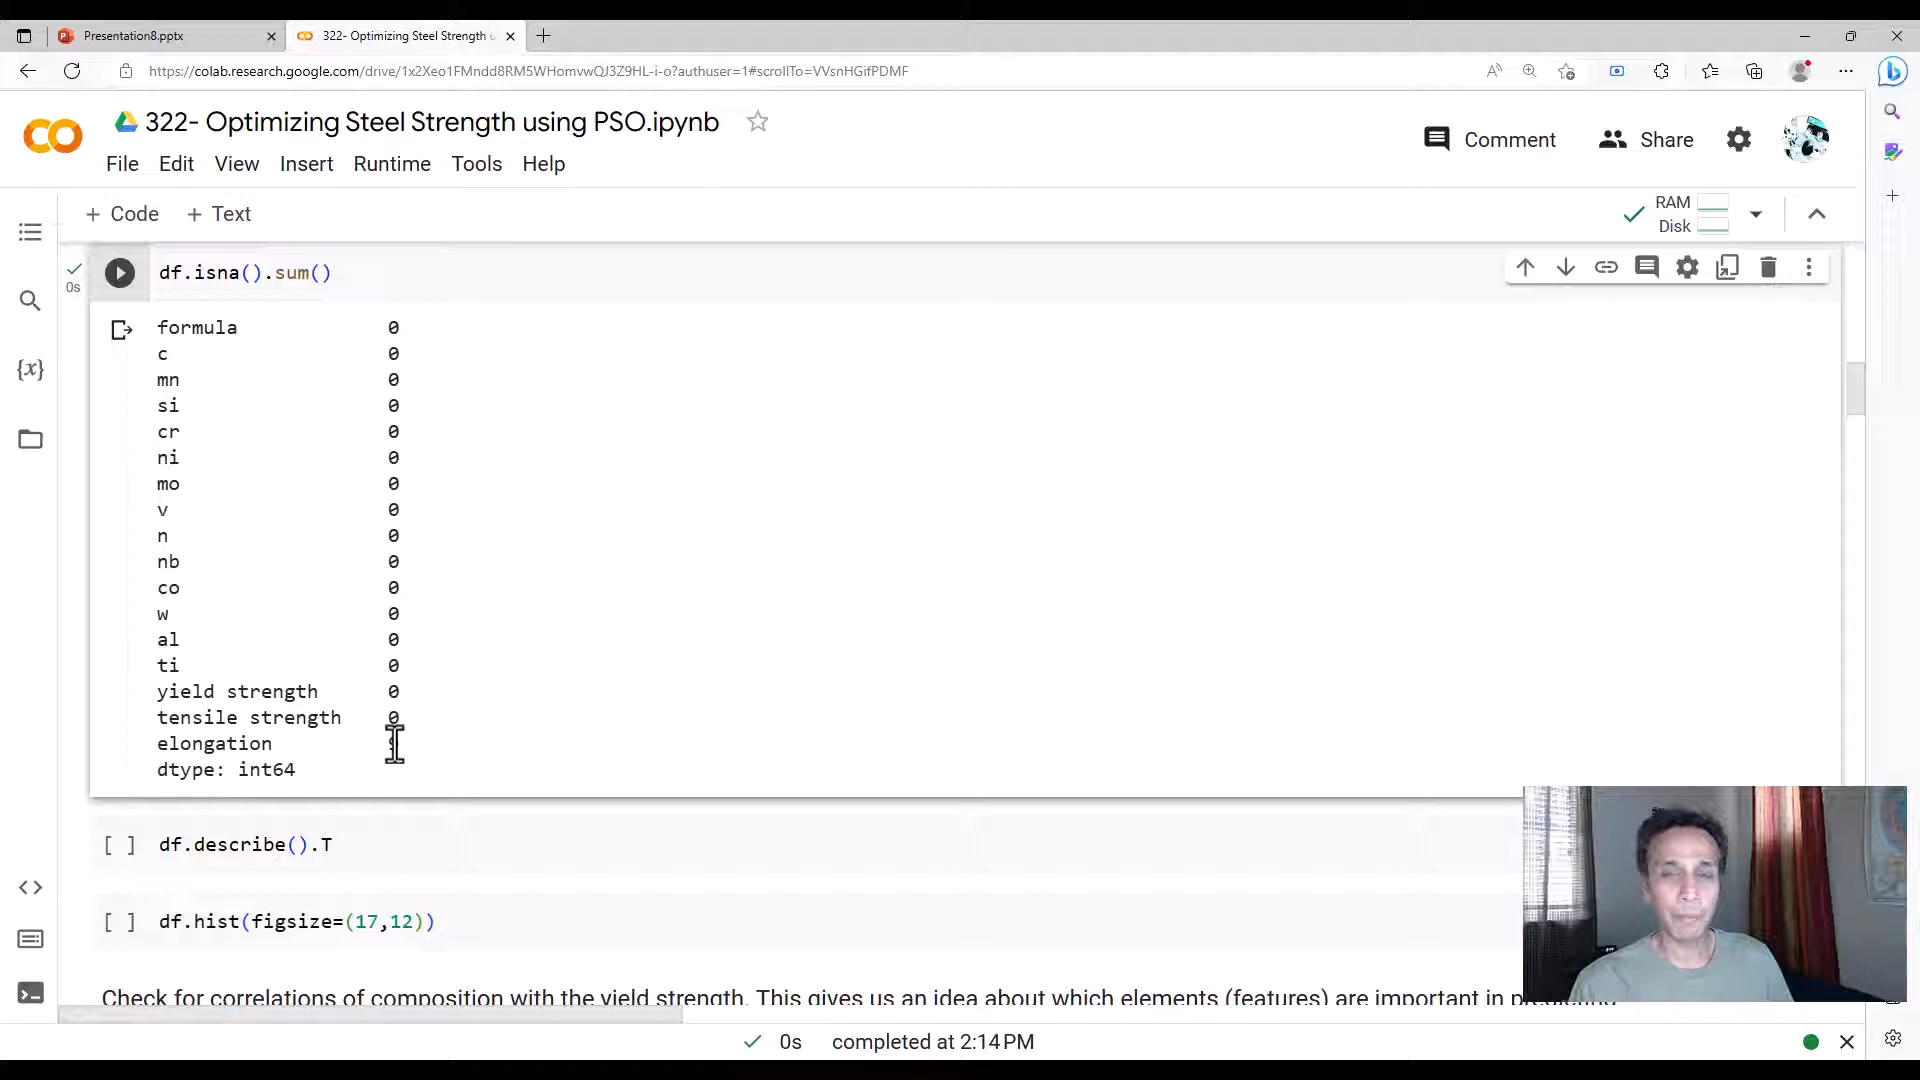 Presentation8.pptx
322- Optimizing Steel Strength u
https://colab.research.google.com/drive/1x2Xeo1FMndd8RM5WHomvwQJ3Z9HL-i-o?authuser=1#scrollTo=VVsnHGifPDMF
322- Optimizing Steel Strength using PSO.ipynb
Comment
Share
File Edit View Insert Runtime Tools Help
+ Code + Text
RAM
Disk
0s
df.isna().sum()
formula 0
c 0
mn 0
si 0
cr 0
ni 0
mo 0
v 0
n 0
nb 0
co 0
w 0
al 0
ti 0
yield strength 0
tensile strength 0
elongation
dtype: int64
[ ] df.describe().T
[ ] df.hist(figsize=(17,12))
Check for correlations of composition with the yield strength. This gives us an idea about which elements (features) are important in predicting
0s completed at 2:14 PM